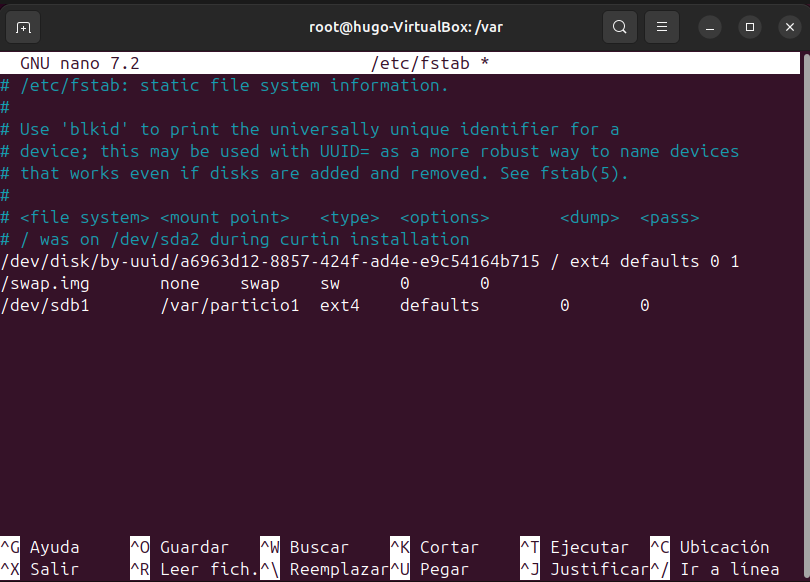 root@hugo-VirtualBox: /var
GNU nano 7.2 /etc/fstab *
# /etc/fstab: static file system information.
#
# Use 'blkid' to print the universally unique identifier for a
# device; this may be used with UUID= as a more robust way to name devices
# that works even if disks are added and removed. See fstab(5).
#
# <file system> <mount point>   <type>  <options>       <dump>  <pass>
# / was on /dev/sda2 during curtin installation
/dev/disk/by-uuid/a6963d12-8857-424f-ad4e-e9c54164b715 / ext4 defaults 0 1
/swap.img       none    swap    sw      0       0
/dev/sdb1       /var/particio1  ext4    defaults        0       0
^G Ayuda ^O Guardar ^W Buscar ^K Cortar ^T Ejecutar ^C Ubicación
^X Salir ^R Leer fich. ^\ Reemplazar ^U Pegar ^J Justificar ^/ Ir a línea